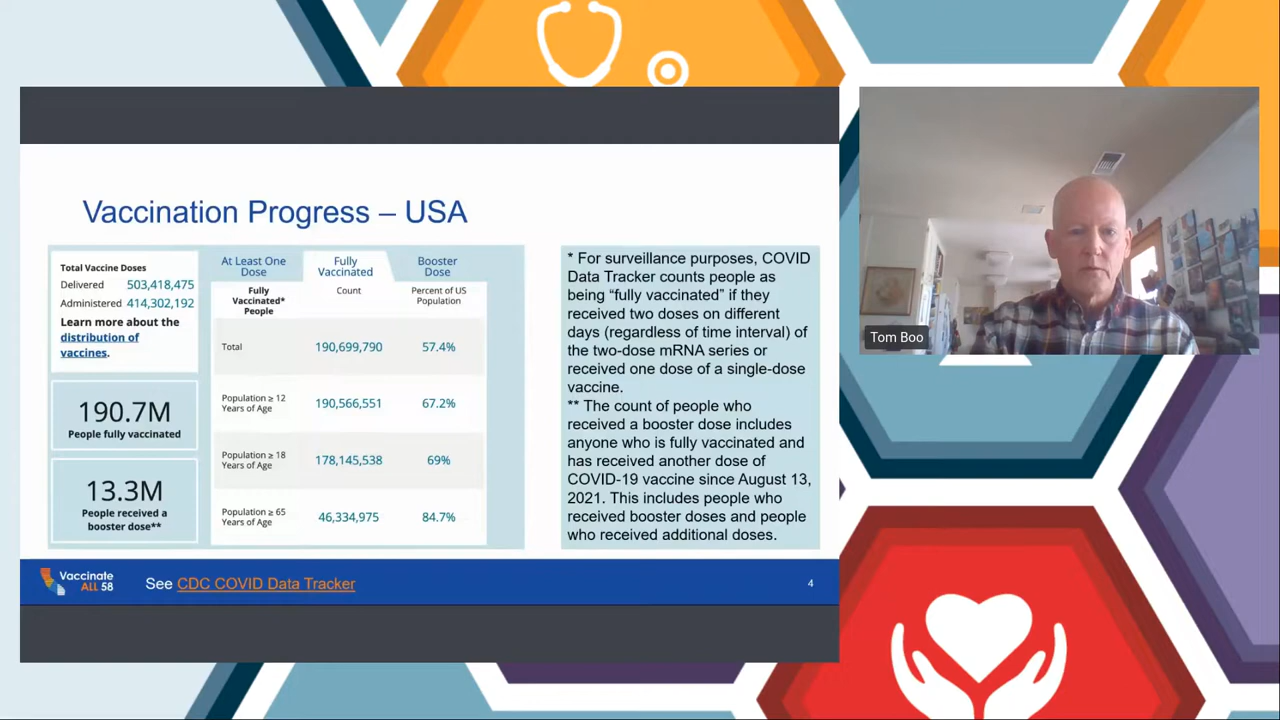 Vaccination Progress – USA
Total Vaccine Doses
Delivered 503,418,475
Administered 414,302,192
Learn more about the
distribution of
vaccines.
190.7M
People fully vaccinated
13.3M
People received a
booster dose**
At Least One
Dose
Fully
Vaccinated
Booster
Dose
Fully
Vaccinated*
People
Count
Percent of US
Population
Total 190,699,790 57.4%
Population ≥ 12
Years of Age
190,566,551 67.2%
Population ≥ 18
Years of Age
178,145,538 69%
Population ≥ 65
Years of Age
46,334,975 84.7%
* For surveillance purposes, COVID
Data Tracker counts people as
being “fully vaccinated” if they
received two doses on different
days (regardless of time interval) of
the two-dose mRNA series or
received one dose of a single-dose
vaccine.
** The count of people who
received a booster dose includes
anyone who is fully vaccinated and
has received another dose of
COVID-19 vaccine since August 13,
2021. This includes people who
received booster doses and people
who received additional doses.
Vaccinate
ALL 58
See CDC COVID Data Tracker
4
Tom Boo